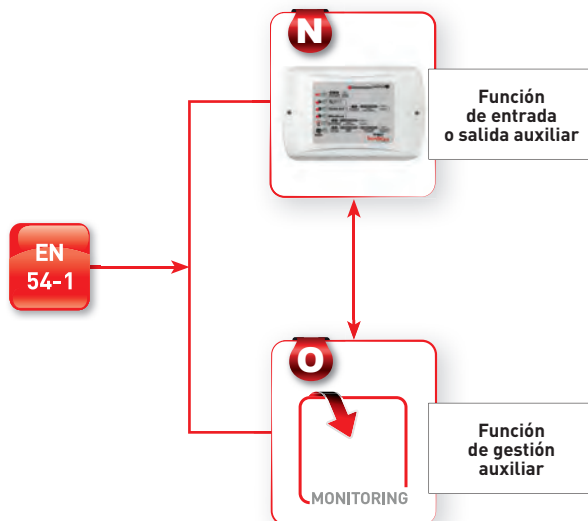 N
Función
de entrada
o salida auxiliar
EN
54-1
O
Función
de gestión
auxiliar
MONITORING